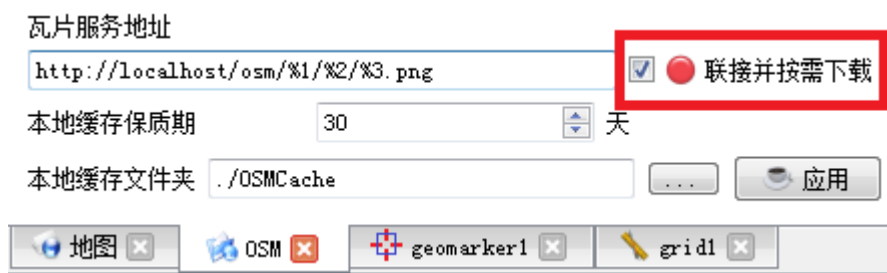 瓦片服务地址
http://localhost/osm/%1/%2/%3.png 联接并按需下载
本地缓存保质期 30 天
本地缓存文件夹 ./OSMCache ... 应用
地图 OSM geomarker1 grid1